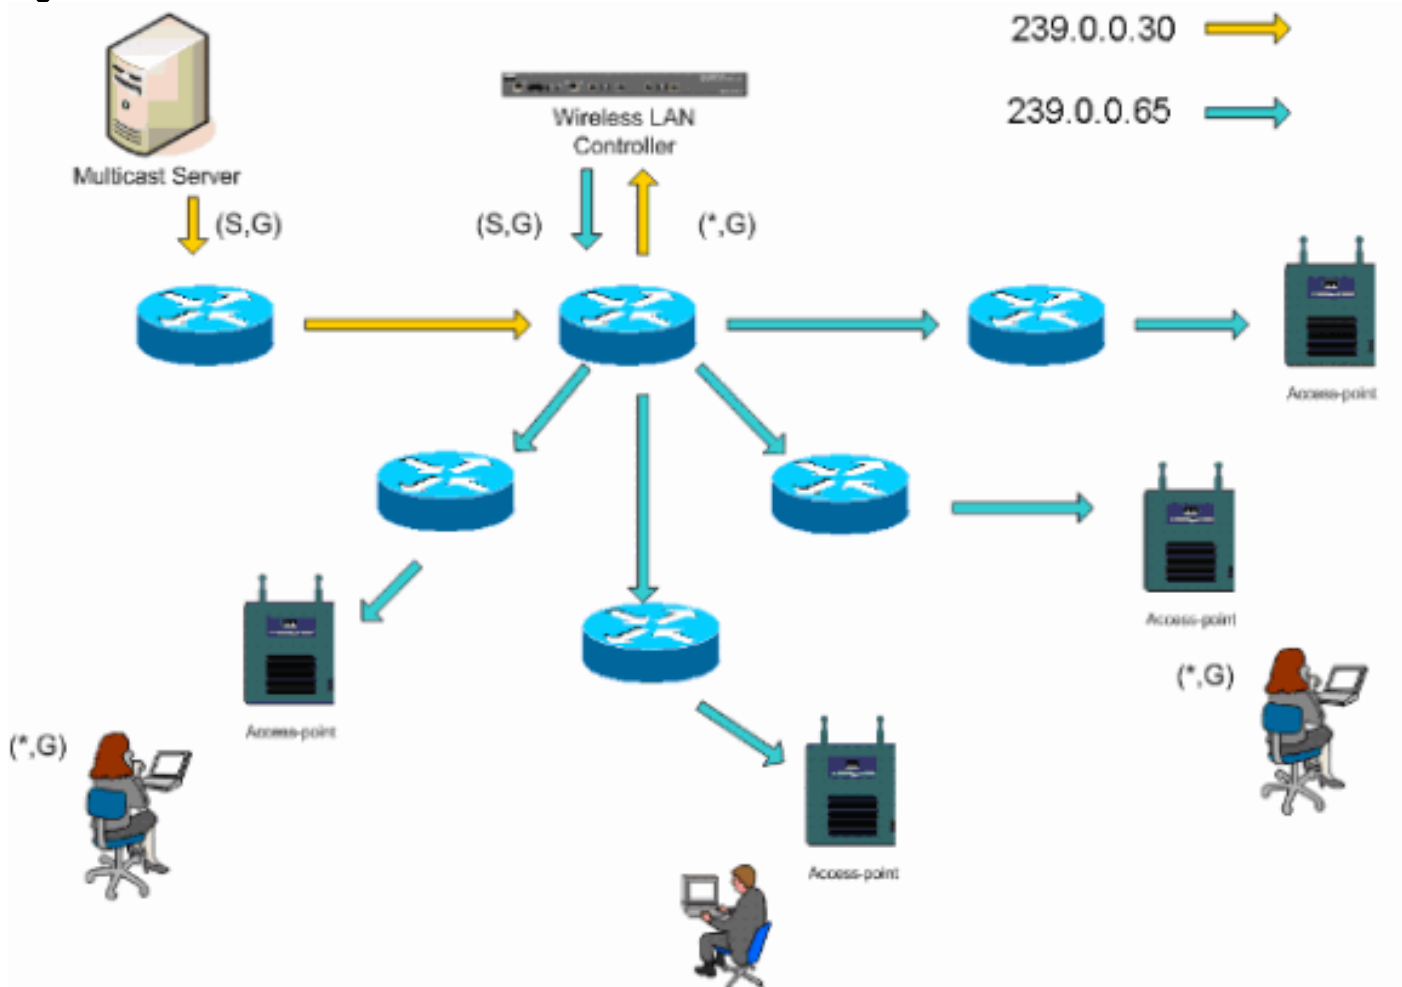 239.0.0.30
239.0.0.65
Wireless LAN
Controller
Multicast Server
(S,G)
(S,G)
(*,G)
Access-point
Access-point
(*,G)
Access-point
(*,G)
Access-point